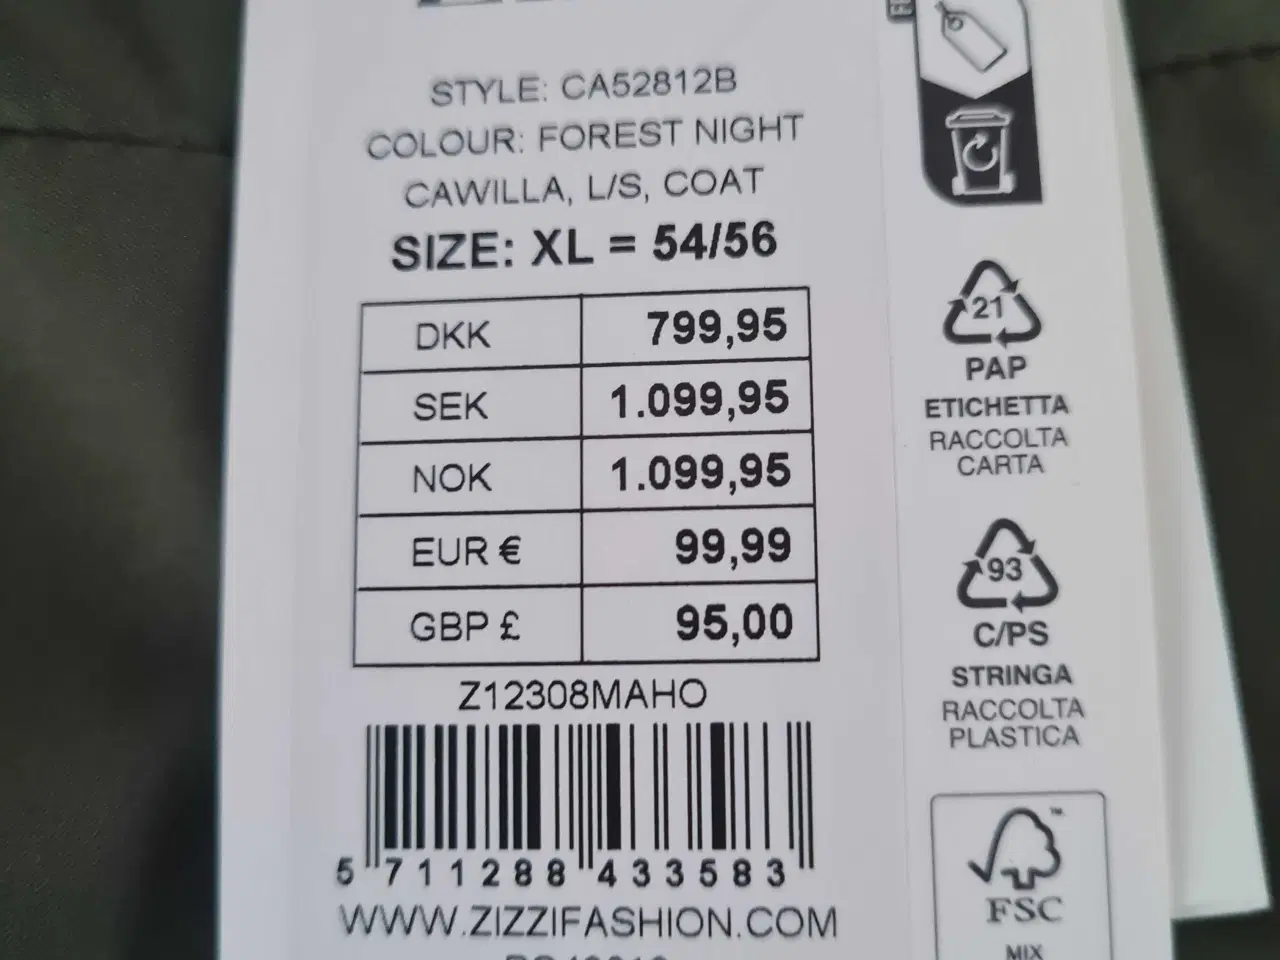 STYLE: CA52812B
COLOUR: FOREST NIGHT
CAWILLA, L/S, COAT
SIZE: XL = 54/56
DKK 799,95
SEK 1.099,95
NOK 1.099,95
EUR € 99,99
GBP £ 95,00
Z12308MAHO
5 711288 433583
WWW.ZIZZIFASHION.COM
21
PAP
ETICHETTA
RACCOLTA
CARTA
93
C/PS
STRINGA
RACCOLTA
PLASTICA
™
FSC
MIX